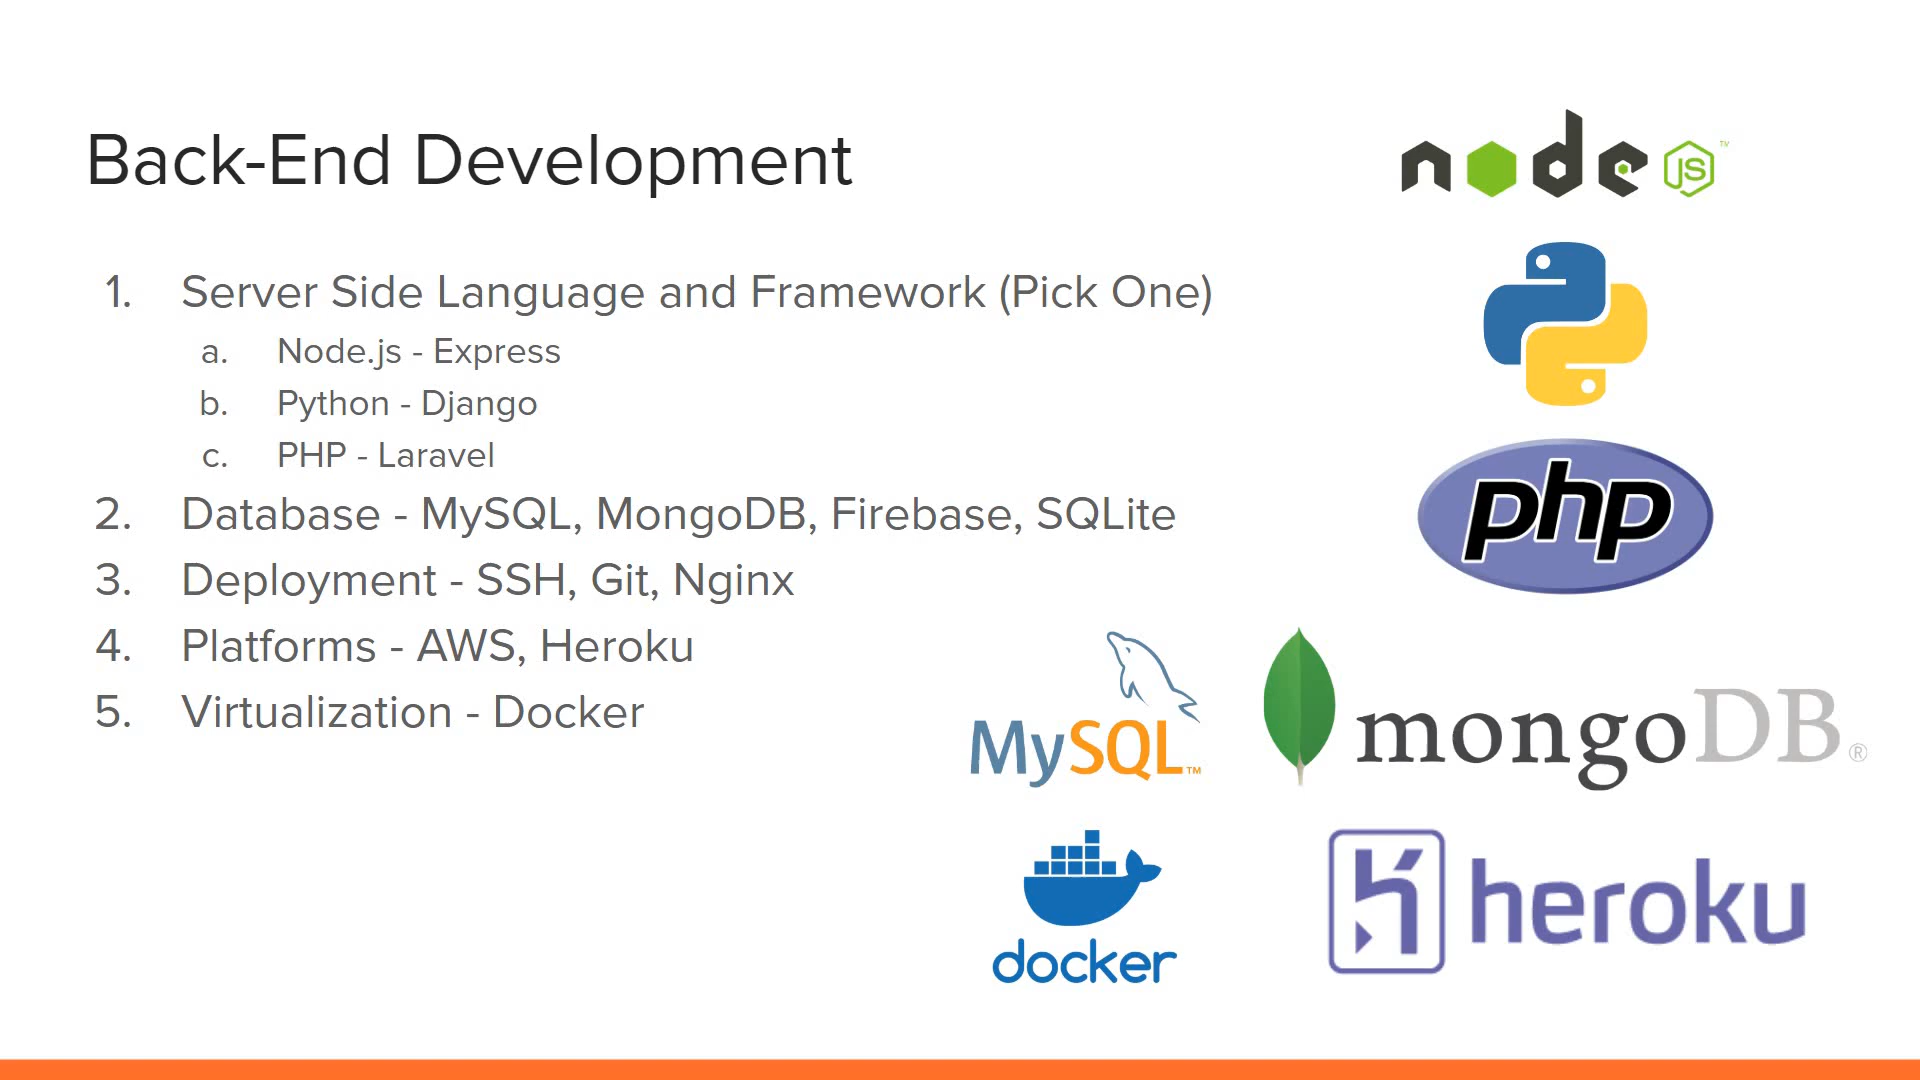 Back-End Development
1. Server Side Language and Framework (Pick One)
a. Node.js - Express
b. Python - Django
c. PHP - Laravel
2. Database - MySQL, MongoDB, Firebase, SQLite
3. Deployment - SSH, Git, Nginx
4. Platforms - AWS, Heroku
5. Virtualization - Docker
node JS ™
php
MySQL™
mongoDB®
docker
heroku